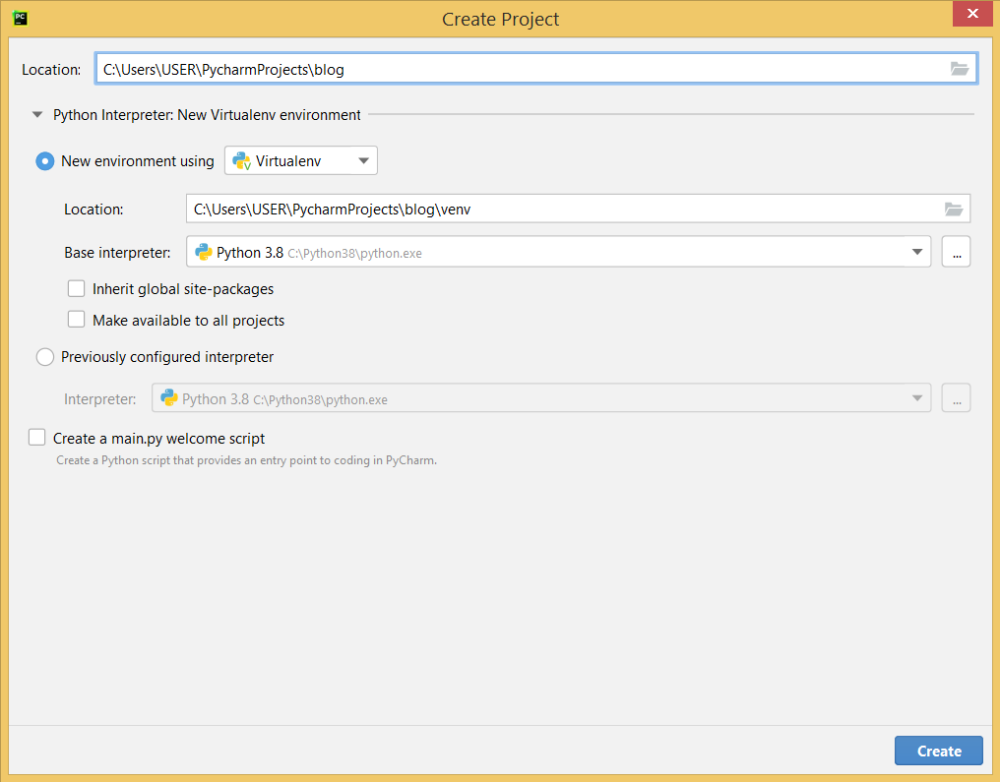 PC
Create Project
Location: C:\Users\USER\PycharmProjects\blog
Python Interpreter: New Virtualenv environment
New environment using Virtualenv
Location: C:\Users\USER\PycharmProjects\blog\venv
Base interpreter: Python 3.8 C:\Python38\python.exe ...
Inherit global site-packages
Make available to all projects
Previously configured interpreter
Interpreter: Python 3.8 C:\Python38\python.exe ...
Create a main.py welcome script
Create a Python script that provides an entry point to coding in PyCharm.
Create